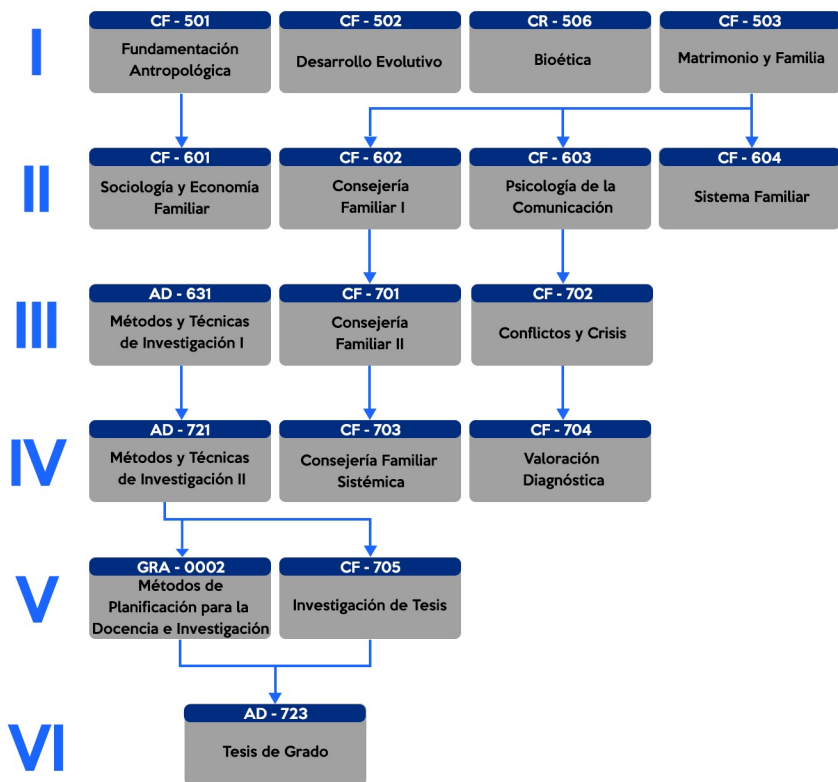 I
CF - 501
Fundamentación
Antropológica
CF - 502
Desarrollo Evolutivo
CR - 506
Bioética
CF - 503
Matrimonio y Familia
II
CF - 601
Sociología y Economía
Familiar
CF - 602
Consejería
Familiar I
CF - 603
Psicología de la
Comunicación
CF - 604
Sistema Familiar
III
AD - 631
Métodos y Técnicas
de Investigación I
CF - 701
Consejería
Familiar II
CF - 702
Conflictos y Crisis
IV
AD - 721
Métodos y Técnicas
de Investigación II
CF - 703
Consejería Familiar
Sistémica
CF - 704
Valoración
Diagnóstica
V
GRA - 0002
Métodos de
Planificación para la
Docencia e Investigación
CF - 705
Investigación de Tesis
VI
AD - 723
Tesis de Grado